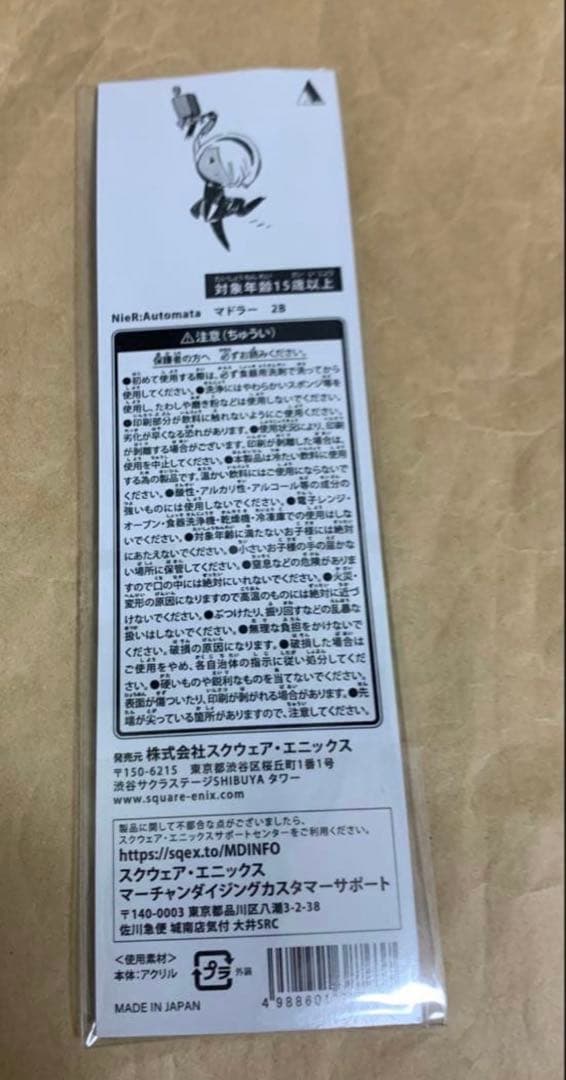 対象年齢15歳以上
NieR:Automata マドラー 2B
⚠注意(ちゅうい)
保護者の方へ 必ずお読みください。
●初めて使用する際は、必ず食器用洗剤で洗ってから
使用してください。●洗浄にはやわらかいスポンジ等を
使用し、たわしや磨き粉などは使用しないでください。
●印刷部分が飲料に触れないようにご使用ください。
劣化が早くなる恐れがあります。●使用状況により、印刷
が剥離する場合がございます。印刷が剥離した場合は、
使用を中止してください。●本製品は冷たい飲料に使用
する為の製品です。温かい飲料にはご使用にならないで
ください。●酸性・アルカリ性・アルコール等の成分の
強いものには使用しないでください。●電子レンジ・
オーブン・食器洗浄機・乾燥機・冷凍庫での使用はしな
いでください。●対象年齢に満たないお子様には絶対
にあたえないでください。●小さいお子様の手の届かな
い場所に保管してください。●窒息などの危険がありま
すので口の中には絶対にいれないでください。●火災・
変形の原因になりますので高温のものには絶対に近づ
けないでください。●ぶつけたり、振り回すなどの乱暴な
扱いはしないでください。●無理な負担をかけないで
ください。破損の原因になります。●破損した場合は
ご使用をやめ、各自治体の指示に従い処分してくだ
さい。●硬いものや鋭利なものを当てないでください。
表面が傷ついたり、印刷が剥がれる場合があります。●先
端が尖っている箇所がありますので、注意してください。
発売元 株式会社スクウェア・エニックス
〒150-6215 東京都渋谷区桜丘町1番1号
渋谷サクラステージSHIBUYA タワー
www.square-enix.com
製品に関して不都合な点がございましたら、
スクウェア・エニックスサポートセンターをご利用ください。
https://sqex.to/MDINFO
スクウェア・エニックス
マーチャンダイジングカスタマーサポート
〒140-0003 東京都品川区八潮3-2-38
佐川急便 城南店気付 大井SRC
<使用素材>
本体:アクリル
プラ 外装
MADE IN JAPAN
4 988601